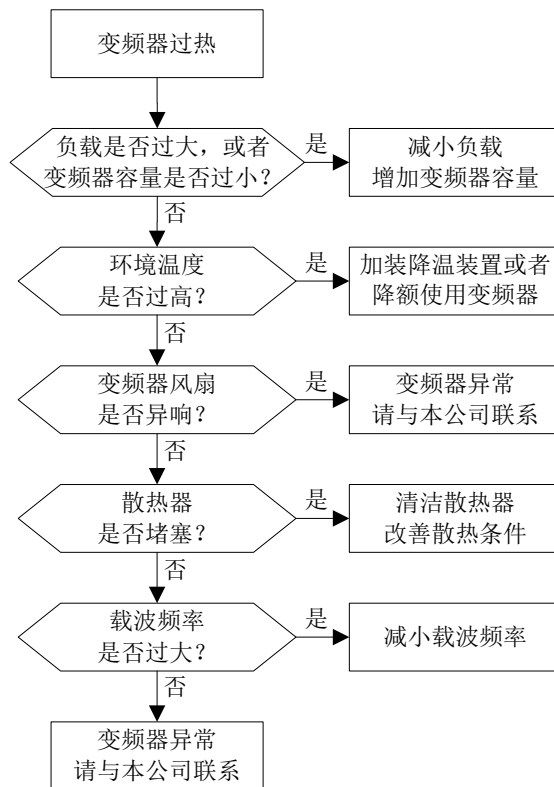 变频器过热
负载是否过大，或者
变频器容量是否过小？
是
减小负载
增加变频器容量
否
环境温度
是否过高？
是
加装降温装置或者
降额使用变频器
否
变频器风扇
是否异响？
是
变频器异常
请与本公司联系
否
散热器
是否堵塞？
是
清洁散热器
改善散热条件
否
载波频率
是否过大？
是
减小载波频率
否
变频器异常
请与本公司联系